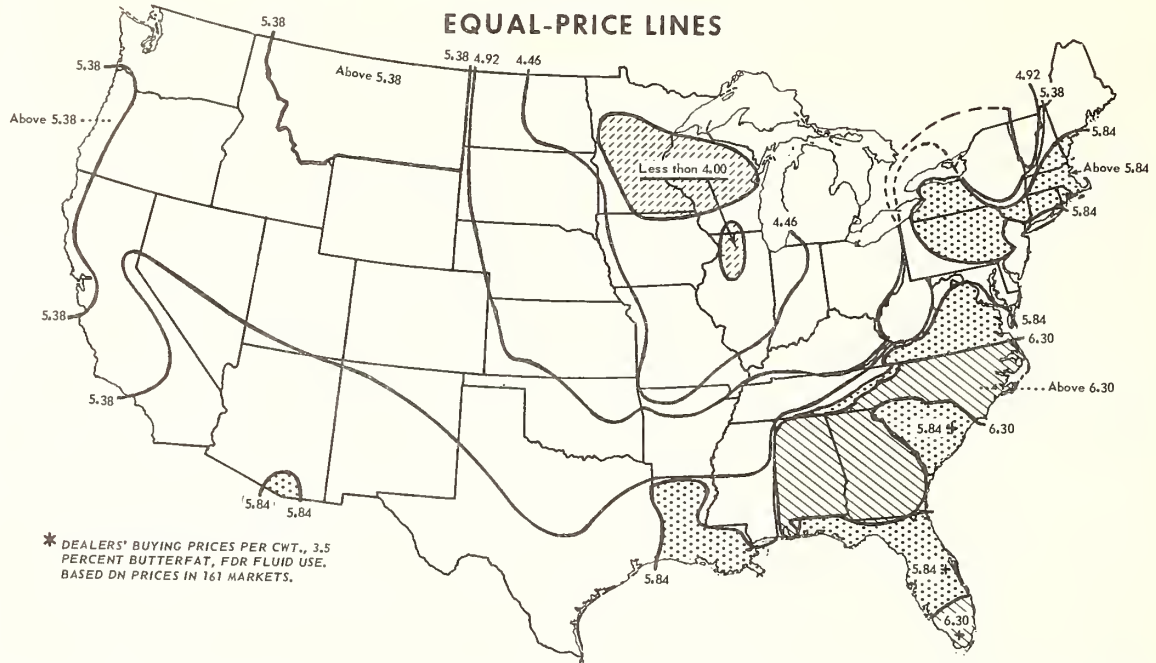 EQUAL-PRICE LINES
5.38
5.38
4.92
4.46
5.38
Above 5.38
4.92
5.38
Above 5.38
5.84
Less than 4.00
Above 5.84
5.84
4.46
5.38
5.84
6.30
5.38
Above 6.30
5.84
6.30
5.84
5.84
* DEALERS' BUYING PRICES PER CWT., 3.5
PERCENT BUTTERFAT, FOR FLUID USE.
BASED ON PRICES IN 161 MARKETS.
5.84
5.84
6.30